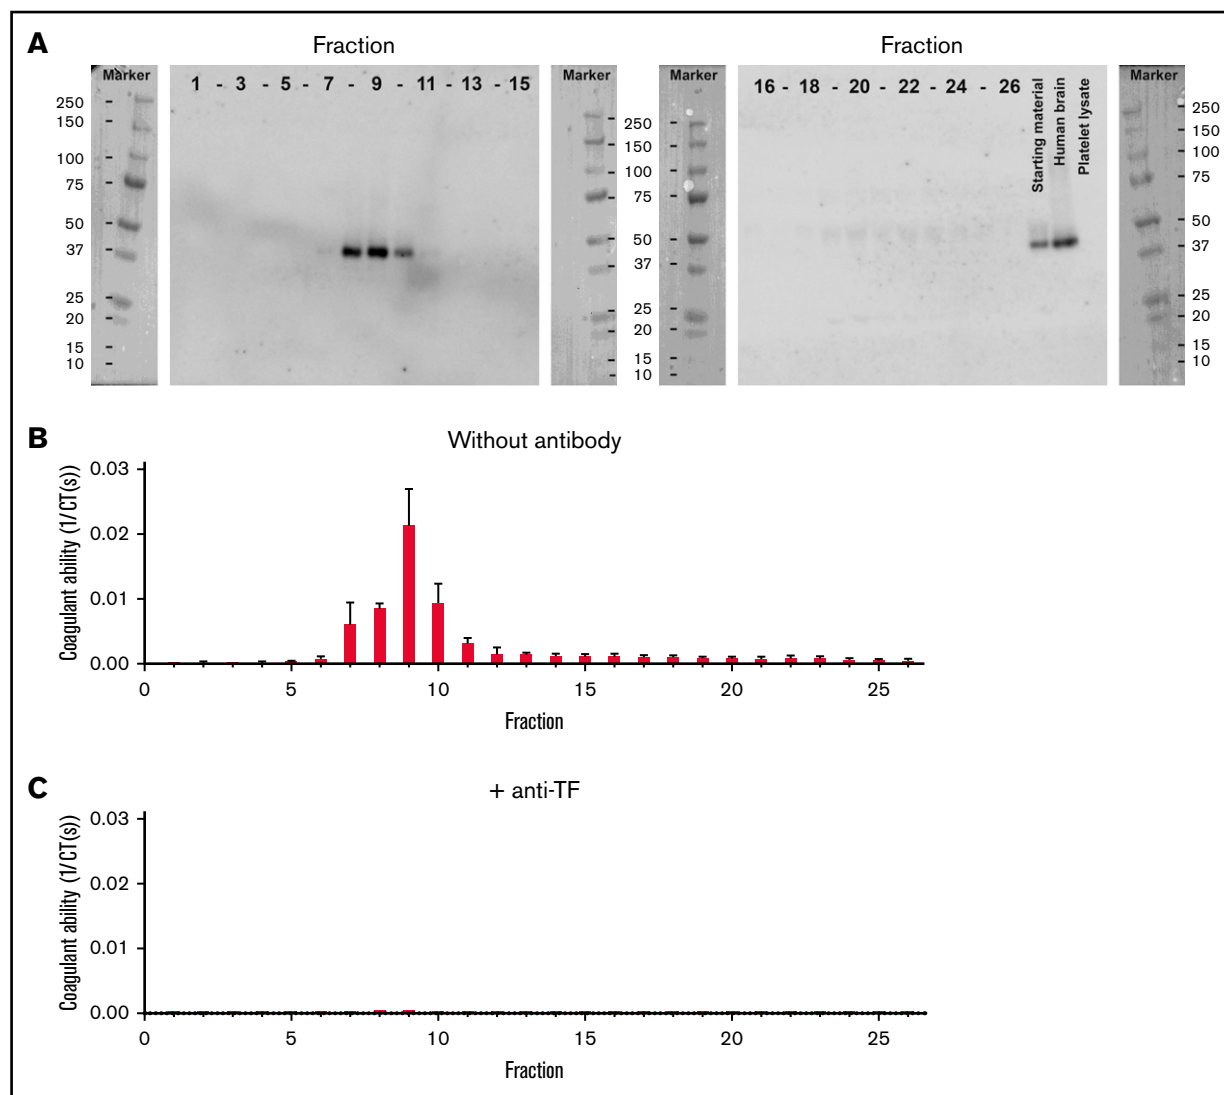 A
Fraction
Fraction
Marker
1 - 3 - 5 - 7 - 9 - 11 - 13 - 15
Marker
Marker
16 - 18 - 20 - 22 - 24 - 26
Starting material
Human brain
Platelet lysate
Marker
250
150
100
75
50
37
25
20
15
10
250
150
100
75
50
37
25
20
15
10
250
150
100
75
50
37
25
20
15
10
B
Without antibody
Coagulant ability (1/CT(s))
0.03
0.02
0.01
0.00
0 5 10 15 20 25
Fraction
C
+ anti-TF
Coagulant ability (1/CT(s))
0.03
0.02
0.01
0.00
0 5 10 15 20 25
Fraction